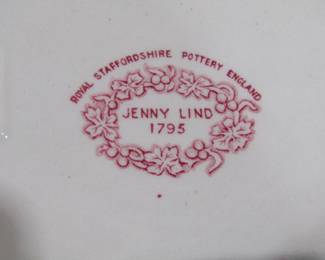 ROYAL STAFFORDSHIRE POTTERY ENGLAND
JENNY LIND
1795